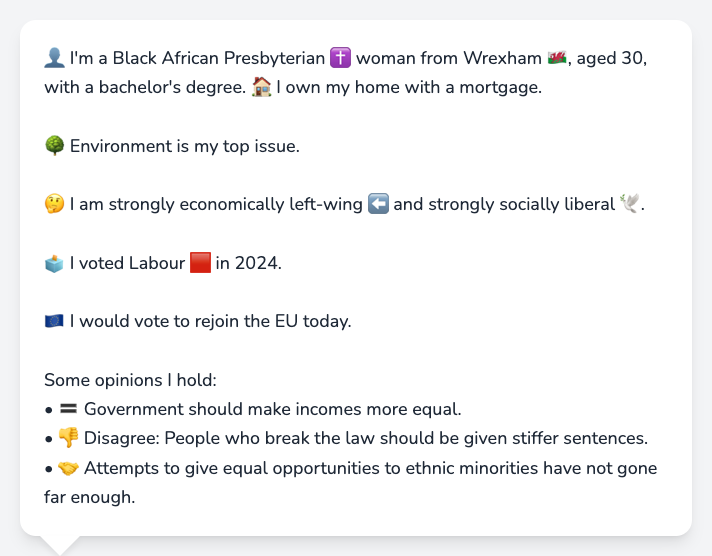 👤 I'm a Black African Presbyterian ✝️ woman from Wrexham 🏴󠁧󠁢󠁷󠁬󠁳󠁿, aged 30,
with a bachelor's degree. 🏠 I own my home with a mortgage.
🌳 Environment is my top issue.
🤔 I am strongly economically left-wing ⬅️ and strongly socially liberal 🕊️.
🗳️ I voted Labour 🟥 in 2024.
🇪🇺 I would vote to rejoin the EU today.
Some opinions I hold:
• 🟰 Government should make incomes more equal.
• 👎 Disagree: People who break the law should be given stiffer sentences.
• 🤝 Attempts to give equal opportunities to ethnic minorities have not gone
far enough.